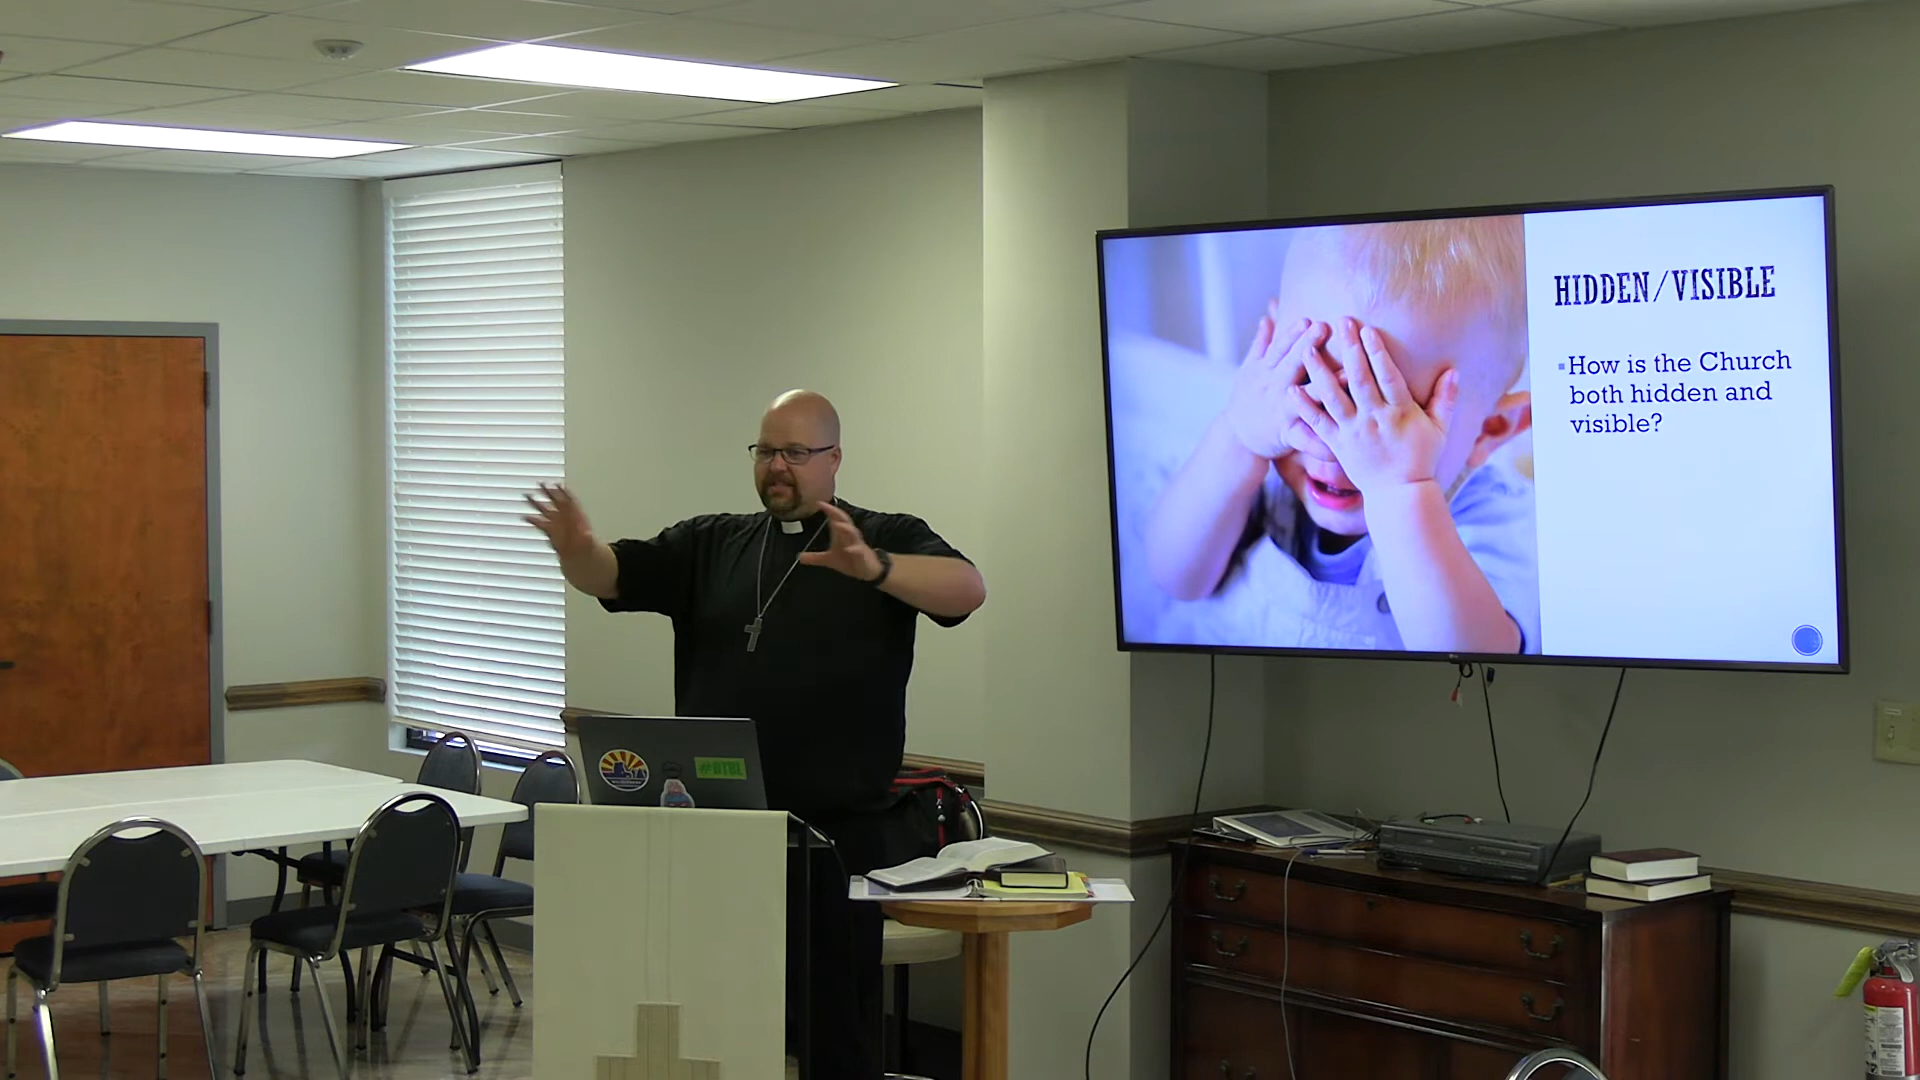 HIDDEN/VISIBLE
How is the Church
both hidden and
visible?
#BTBL